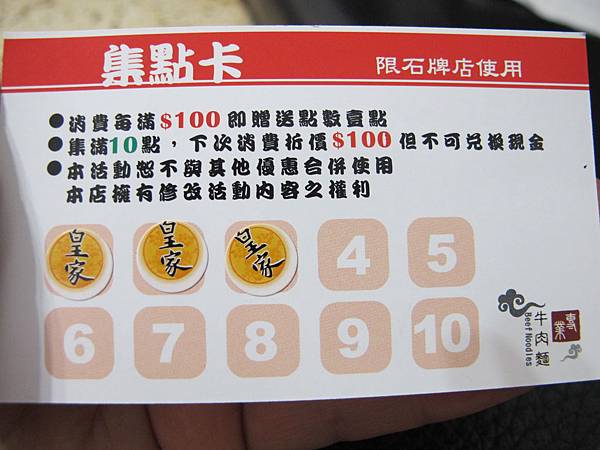 集點卡
限石牌店使用
●消費每滿$100即贈送點數壹點
●集滿10點，下次消費折價$100但不可兌換現金
●本活動恕不與其他優惠合併使用
本店擁有修改活動內容之權利
皇家 皇家 皇家 4 5
6 7 8 9 10
專業
牛肉麵
Beef Noodles